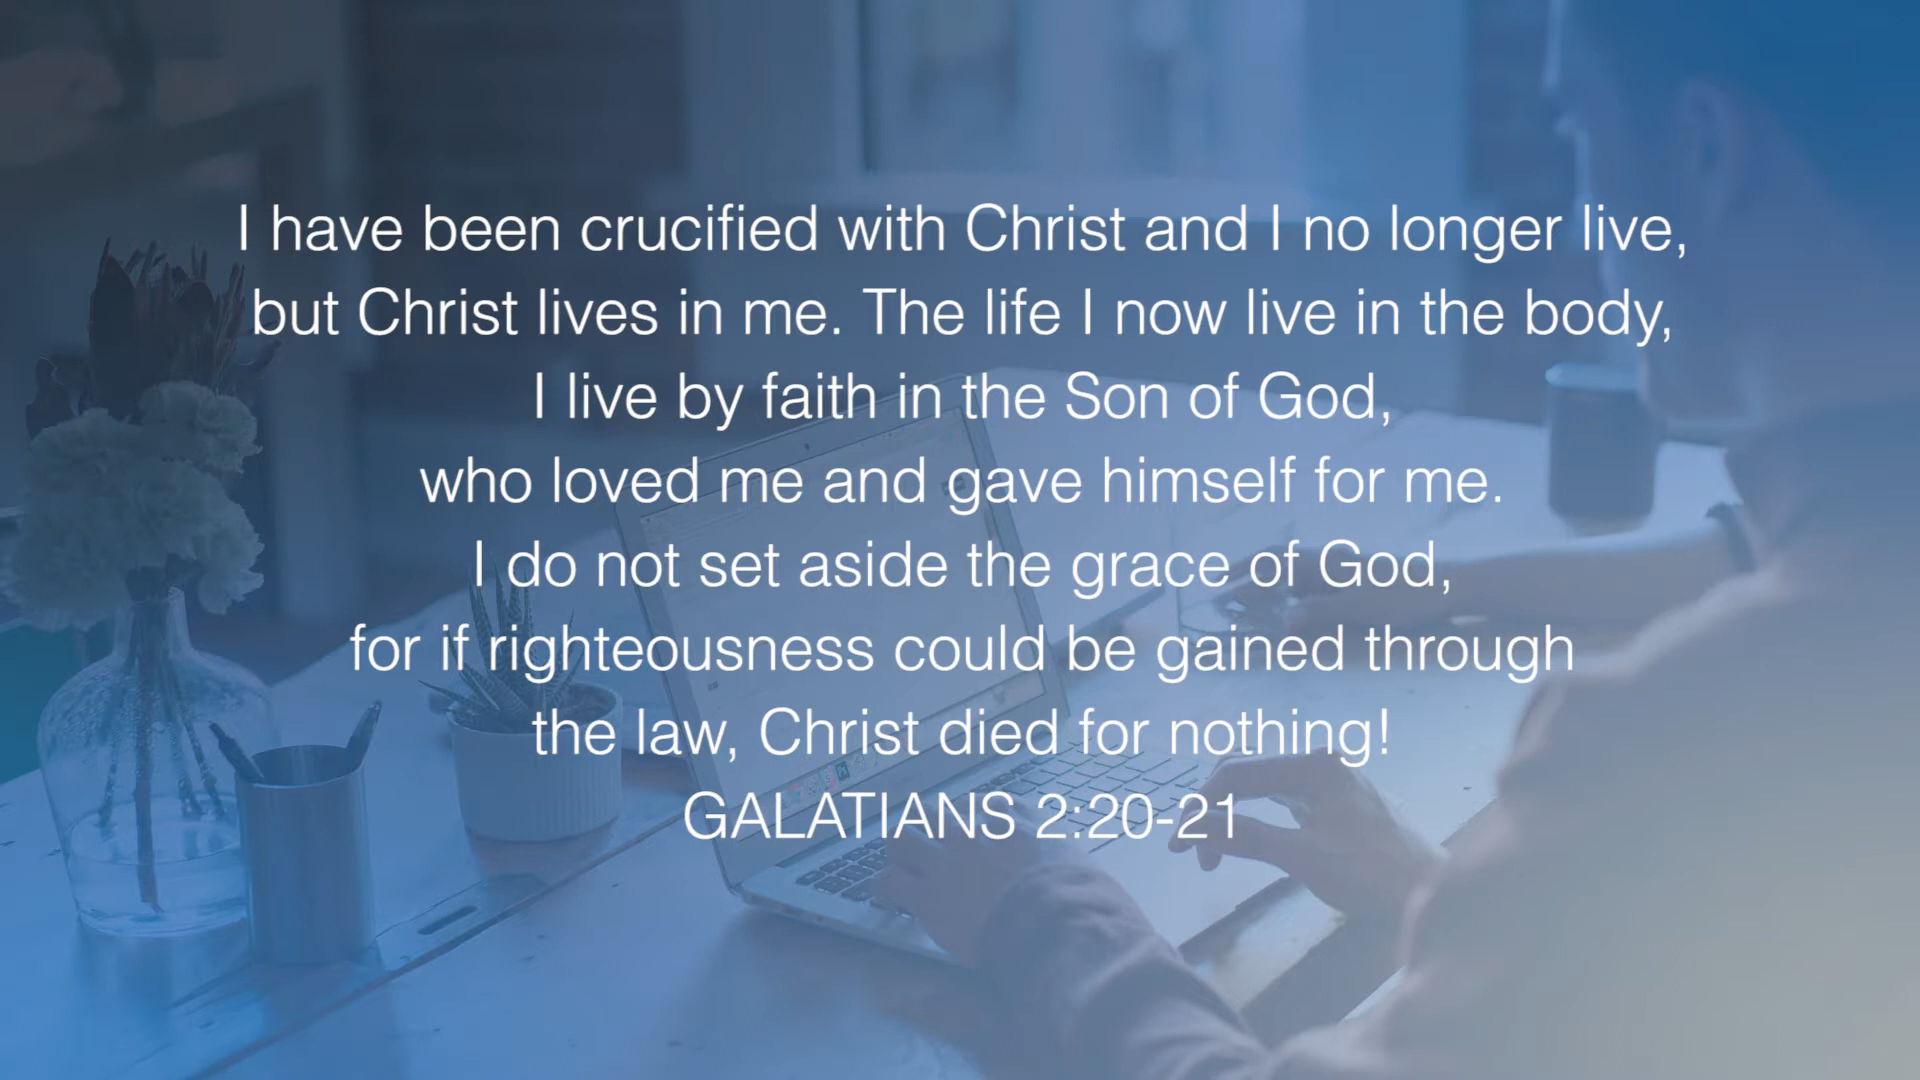 I have been crucified with Christ and I no longer live,
but Christ lives in me. The life I now live in the body,
I live by faith in the Son of God,
who loved me and gave himself for me.
I do not set aside the grace of God,
for if righteousness could be gained through
the law, Christ died for nothing!
GALATIANS 2:20-21